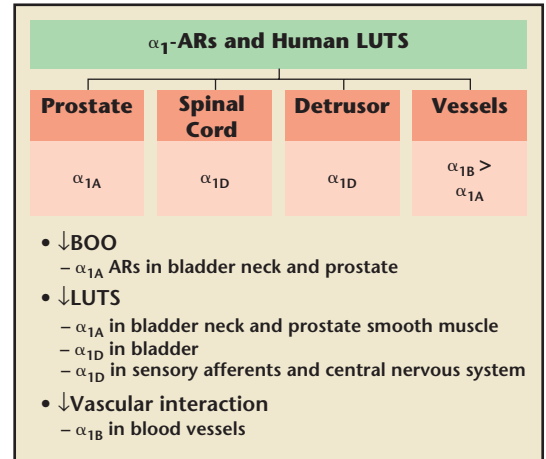 α1-ARs and Human LUTS
Prostate
Spinal
Cord
Detrusor
Vessels
α1A
α1D
α1D
α1B >
α1A
• ↓BOO
– α1A ARs in bladder neck and prostate
• ↓LUTS
– α1A in bladder neck and prostate smooth muscle
– α1D in bladder
– α1D in sensory afferents and central nervous system
• ↓Vascular interaction
– α1B in blood vessels